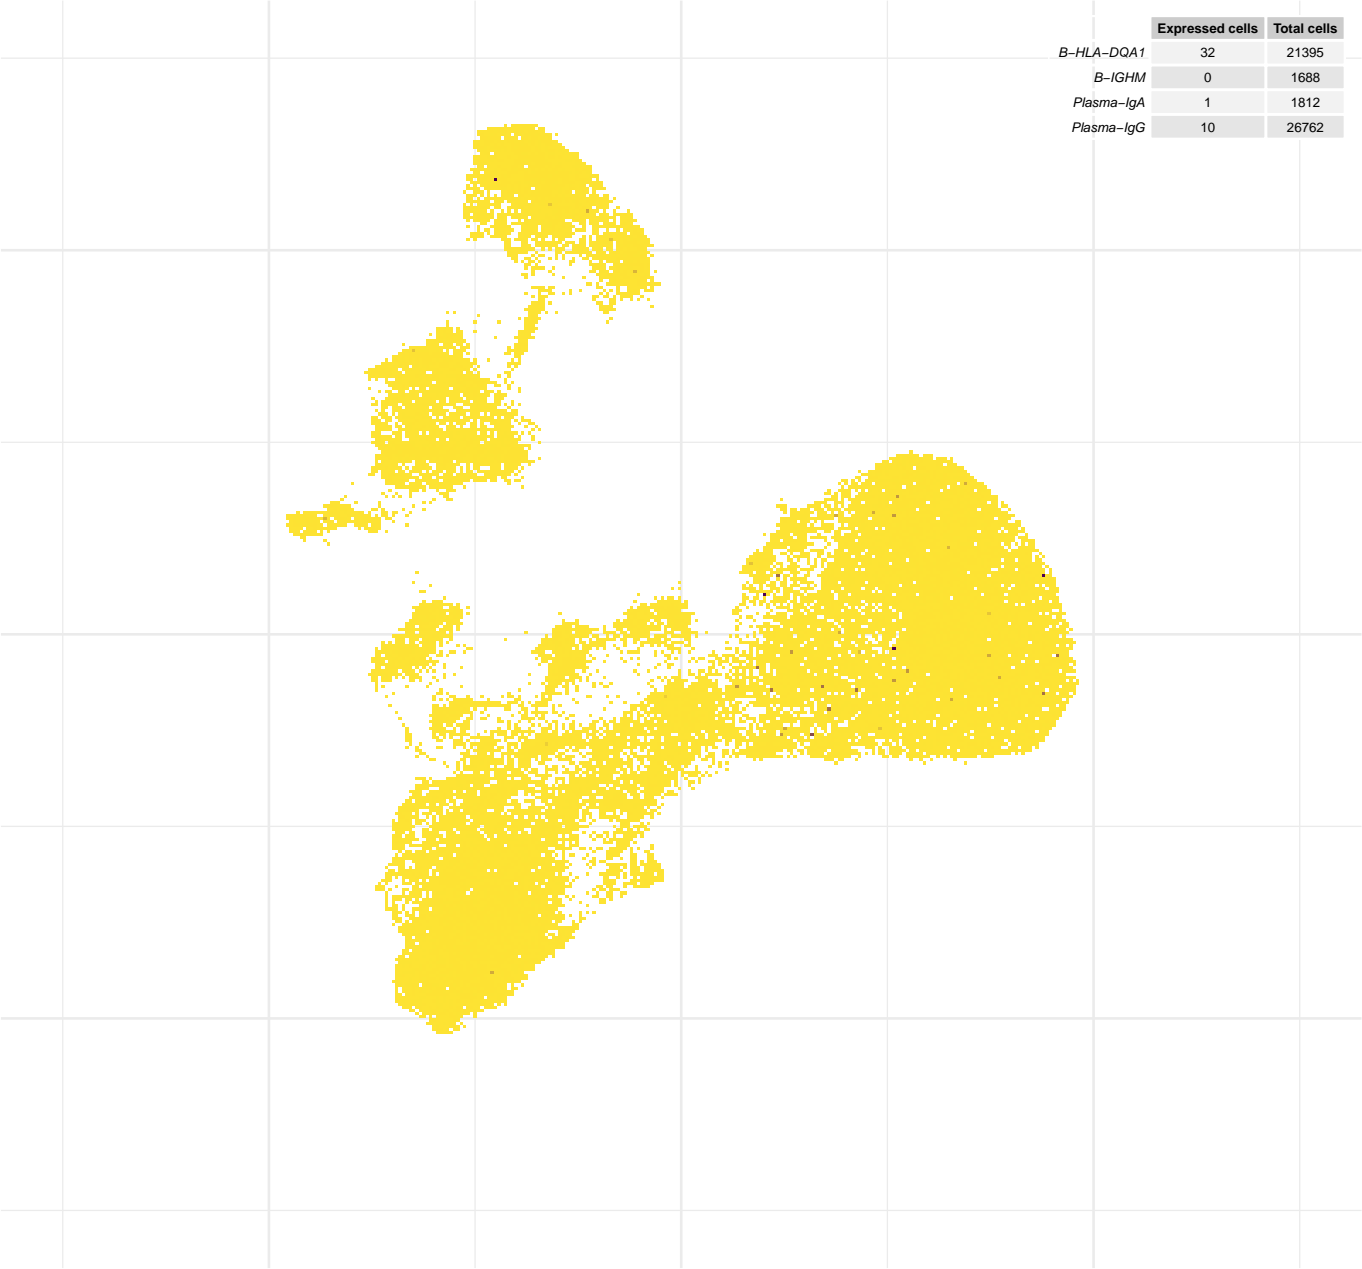 Expressed cells Total cells
B−HLA−DQA1 32 21395
B−IGHM 0 1688
Plasma−IgA 1 1812
Plasma−IgG 10 26762